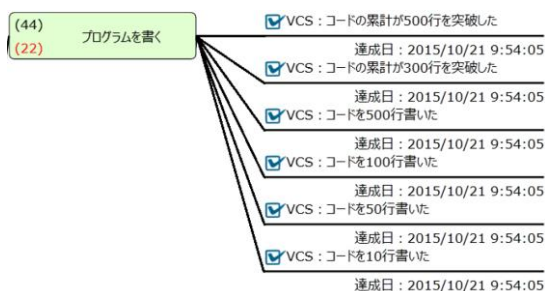 (44)
(22)
プログラムを書く
VCS：コードの累計が500行を突破した
達成日：2015/10/21 9:54:05
VCS：コードの累計が300行を突破した
達成日：2015/10/21 9:54:05
VCS：コードを500行書いた
達成日：2015/10/21 9:54:05
VCS：コードを100行書いた
達成日：2015/10/21 9:54:05
VCS：コードを50行書いた
達成日：2015/10/21 9:54:05
VCS：コードを10行書いた
達成日：2015/10/21 9:54:05